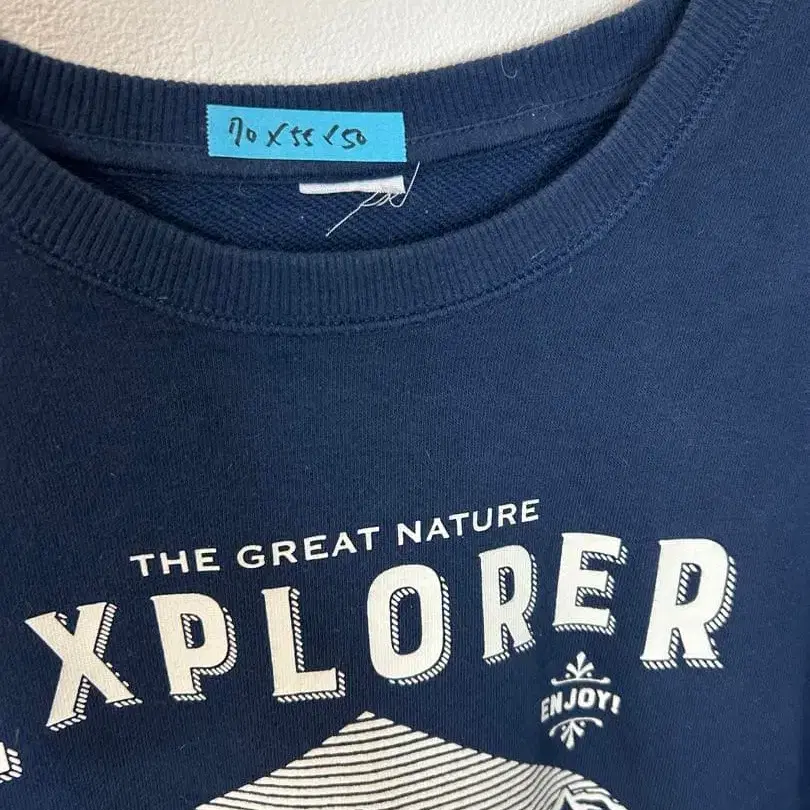 70X55X50
THE GREAT NATURE
XPLORER
ENJOY!